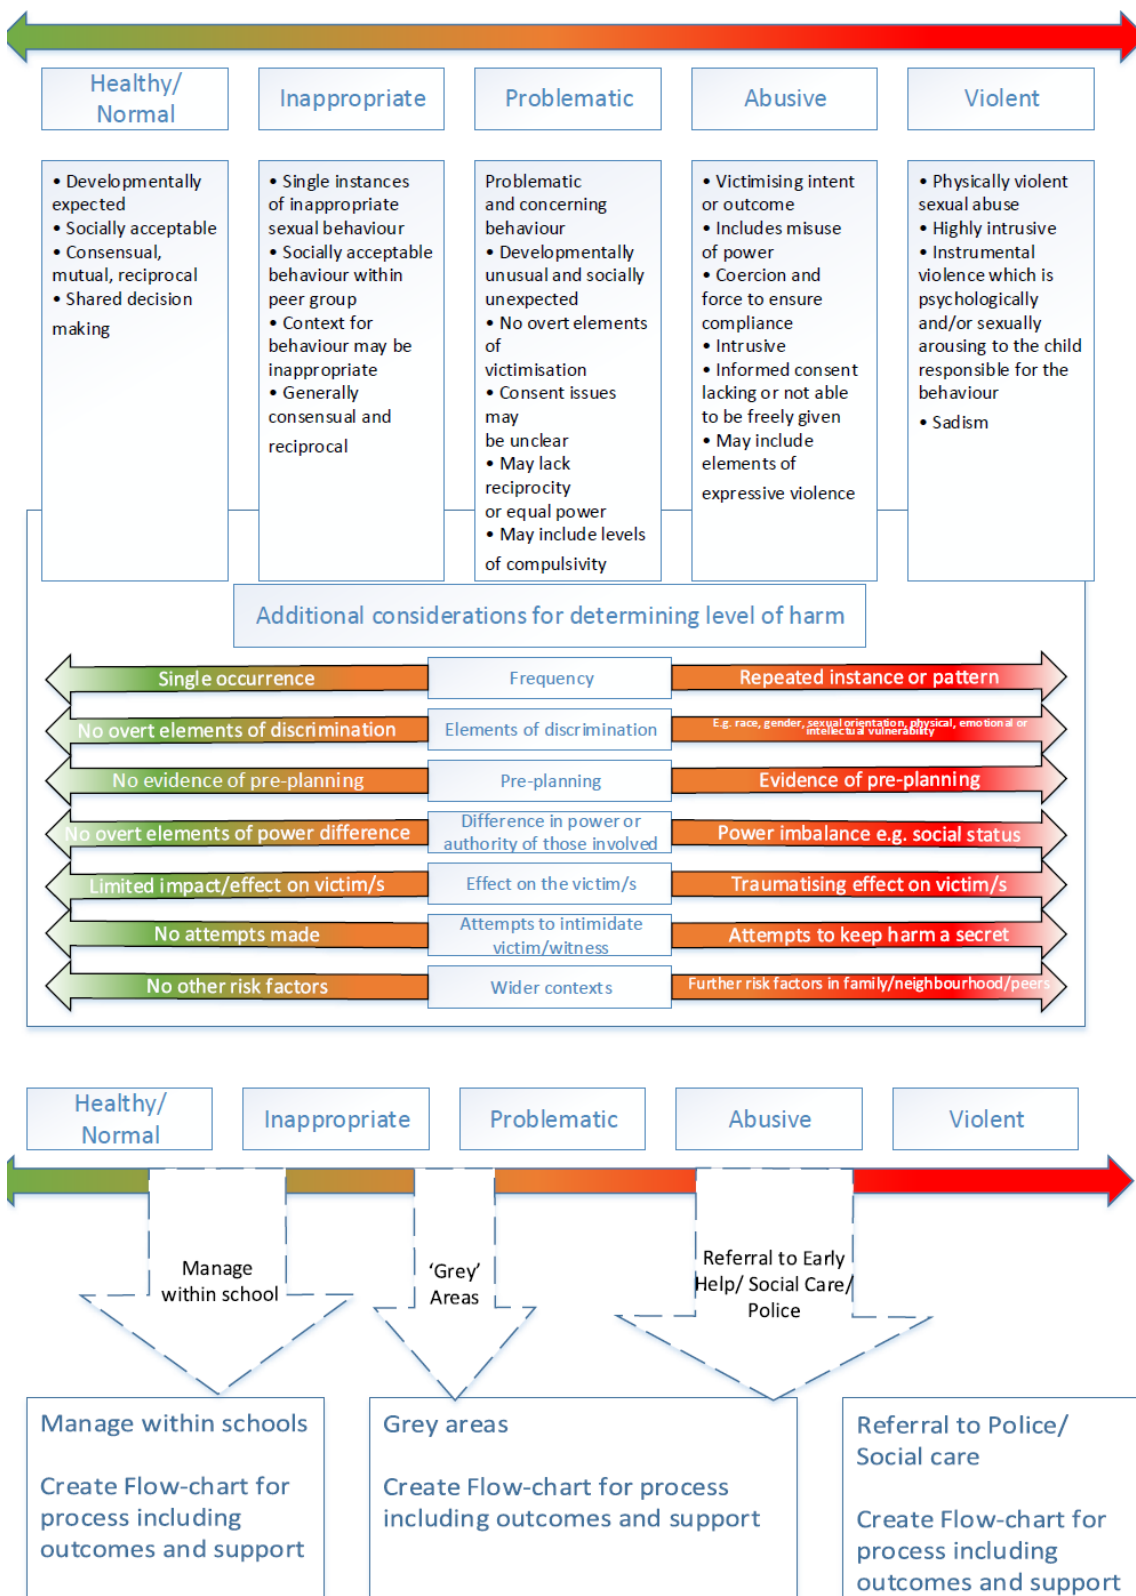 Healthy/
Normal
Inappropriate
Problematic
Abusive
Violent
• Developmentally
expected
• Socially acceptable
• Consensual,
mutual, reciprocal
• Shared decision
making
• Single instances
of inappropriate
sexual behaviour
• Socially acceptable
behaviour within
peer group
• Context for
behaviour may be
inappropriate
• Generally
consensual and
reciprocal
Problematic
and concerning
behaviour
• Developmentally
unusual and socially
unexpected
• No overt elements
of
victimisation
• Consent issues
may
be unclear
• May lack
reciprocity
or equal power
• May include levels
of compulsivity
• Victimising intent
or outcome
• Includes misuse
of power
• Coercion and
force to ensure
compliance
• Intrusive
• Informed consent
lacking or not able
to be freely given
• May include
elements of
expressive violence
• Physically violent
sexual abuse
• Highly intrusive
• Instrumental
violence which is
psychologically
and/or sexually
arousing to the child
responsible for the
behaviour
• Sadism
Additional considerations for determining level of harm
Single occurrence
Frequency
Repeated instance or pattern
No overt elements of discrimination
Elements of discrimination
E.g. race, gender, sexual orientation, physical, emotional or
intellectual vulnerability
No evidence of pre-planning
Pre-planning
Evidence of pre-planning
No overt elements of power difference
Difference in power or
authority of those involved
Power imbalance e.g. social status
Limited impact/effect on victim/s
Effect on the victim/s
Traumatising effect on victim/s
No attempts made
Attempts to intimidate
victim/witness
Attempts to keep harm a secret
No other risk factors
Wider contexts
Further risk factors in family/neighbourhood/peers
Healthy/
Normal
Inappropriate
Problematic
Abusive
Violent
Manage
within school
‘Grey’
Areas
Referral to Early
Help/ Social Care/
Police
Manage within schools
Create Flow-chart for
process including
outcomes and support
Grey areas
Create Flow-chart for process
including outcomes and support
Referral to Police/
Social care
Create Flow-chart for
process including
outcomes and support